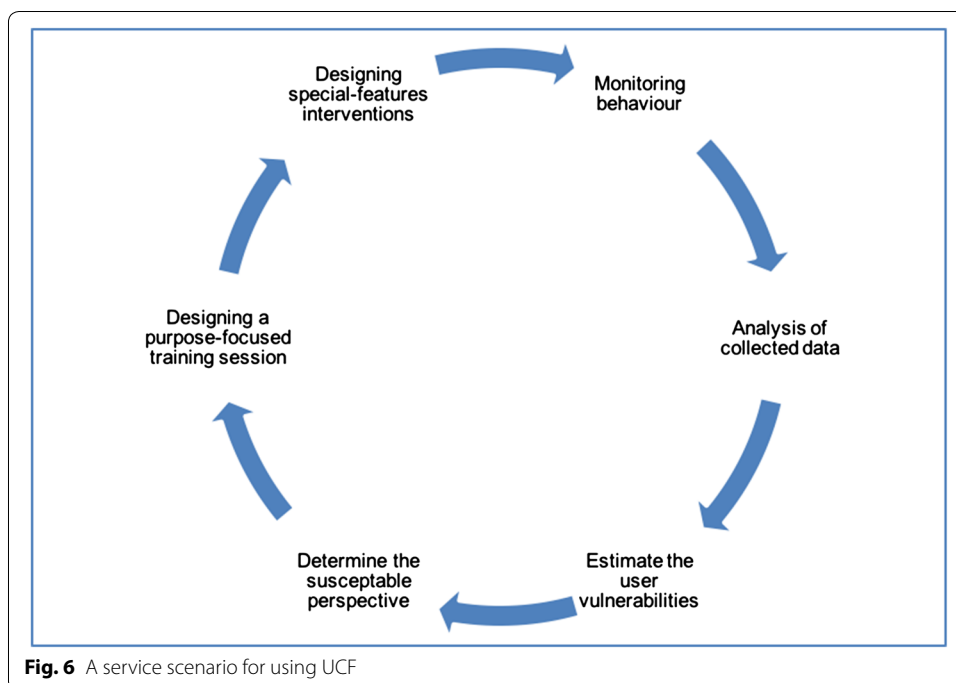 Designing
special-features
interventions
Monitoring
behaviour
Analysis of
collected data
Estimate the
user
vulnerabilities
Determine the
susceptable
perspective
Designing a
purpose-focused
training session
Fig. 6 A service scenario for using UCF